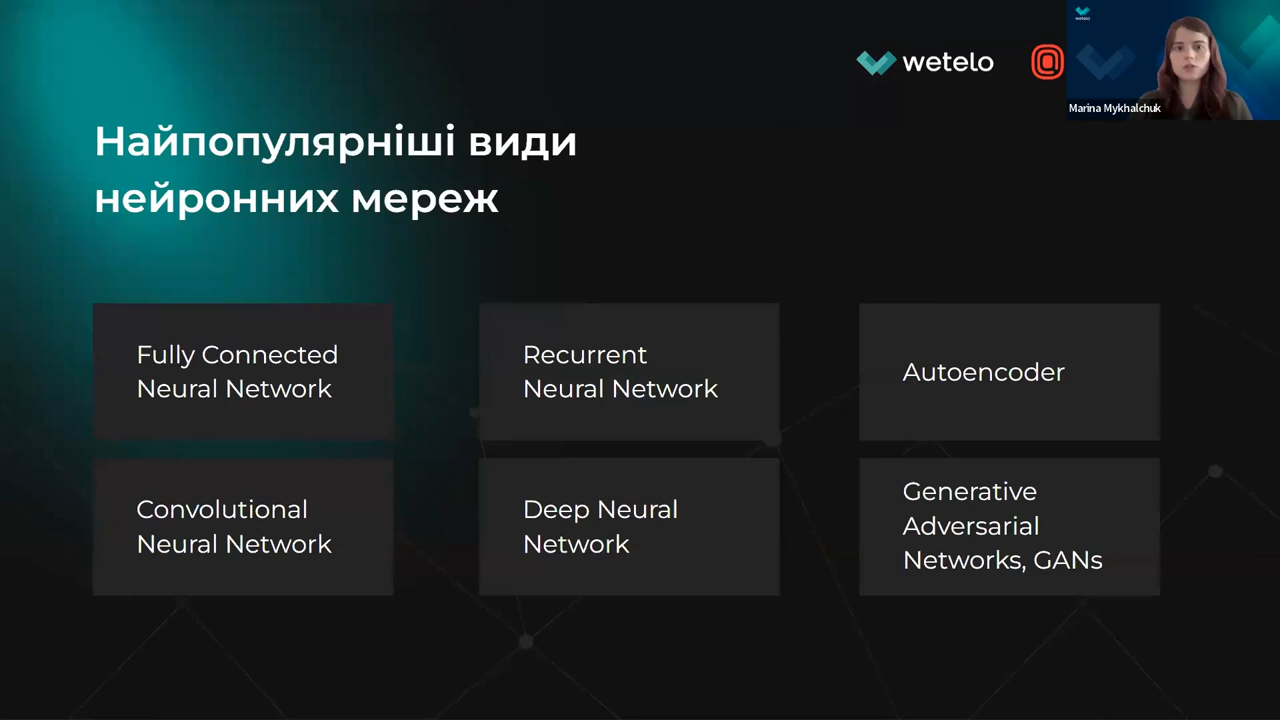 wetelo
wetelo
Marina Mykhalchuk
Найпопулярніші види
нейронних мереж
Fully Connected
Neural Network
Recurrent
Neural Network
Autoencoder
Convolutional
Neural Network
Deep Neural
Network
Generative
Adversarial
Networks, GANs